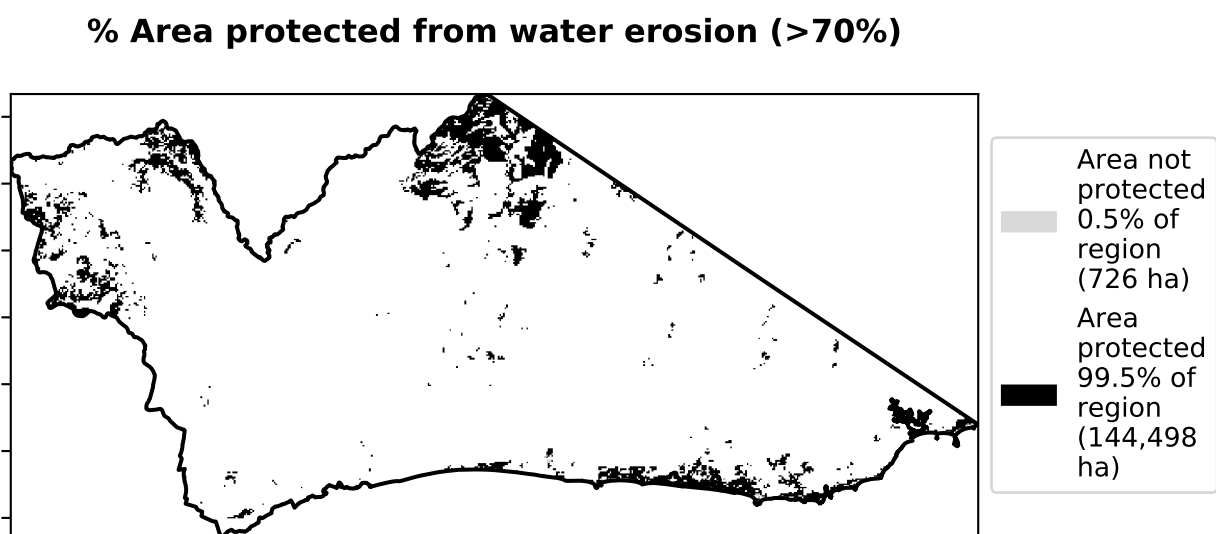 % Area protected from water erosion (>70%)
Area not
protected
0.5% of
region
(726 ha)
Area
protected
99.5% of
region
(144,498
ha)